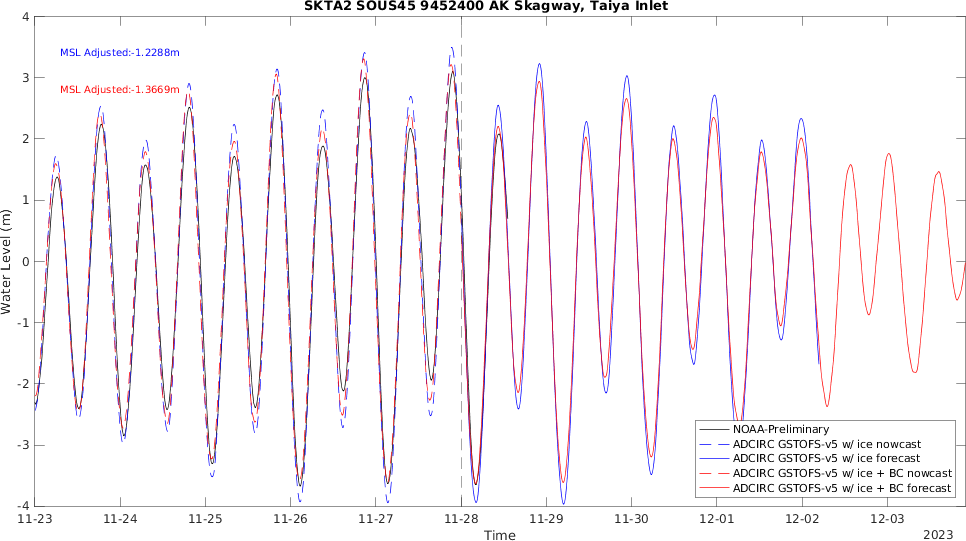 SKTA2 SOUS45 9452400 AK Skagway, Taiya Inlet
MSL Adjusted:-1.2288m
MSL Adjusted:-1.3669m
4
3
2
1
0
-1
-2
-3
-4
Water Level (m)
11-23
11-24
11-25
11-26
11-27
11-28
11-29
11-30
12-01
12-02
12-03
Time
2023
NOAA-Preliminary
ADCIRC GSTOFS-v5 w/ ice nowcast
ADCIRC GSTOFS-v5 w/ ice forecast
ADCIRC GSTOFS-v5 w/ ice + BC nowcast
ADCIRC GSTOFS-v5 w/ ice + BC forecast